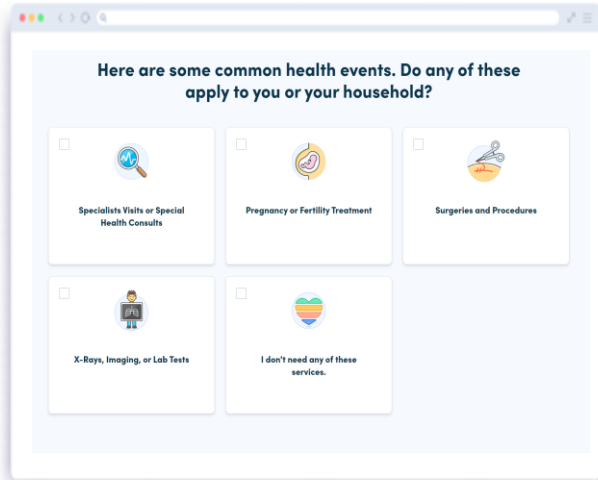 Here are some common health events. Do any of these
apply to you or your household?
Specialists Visits or Special
Health Consults
Pregnancy or Fertility Treatment
Surgeries and Procedures
X-Rays, Imaging, or Lab Tests
I don't need any of these
services.